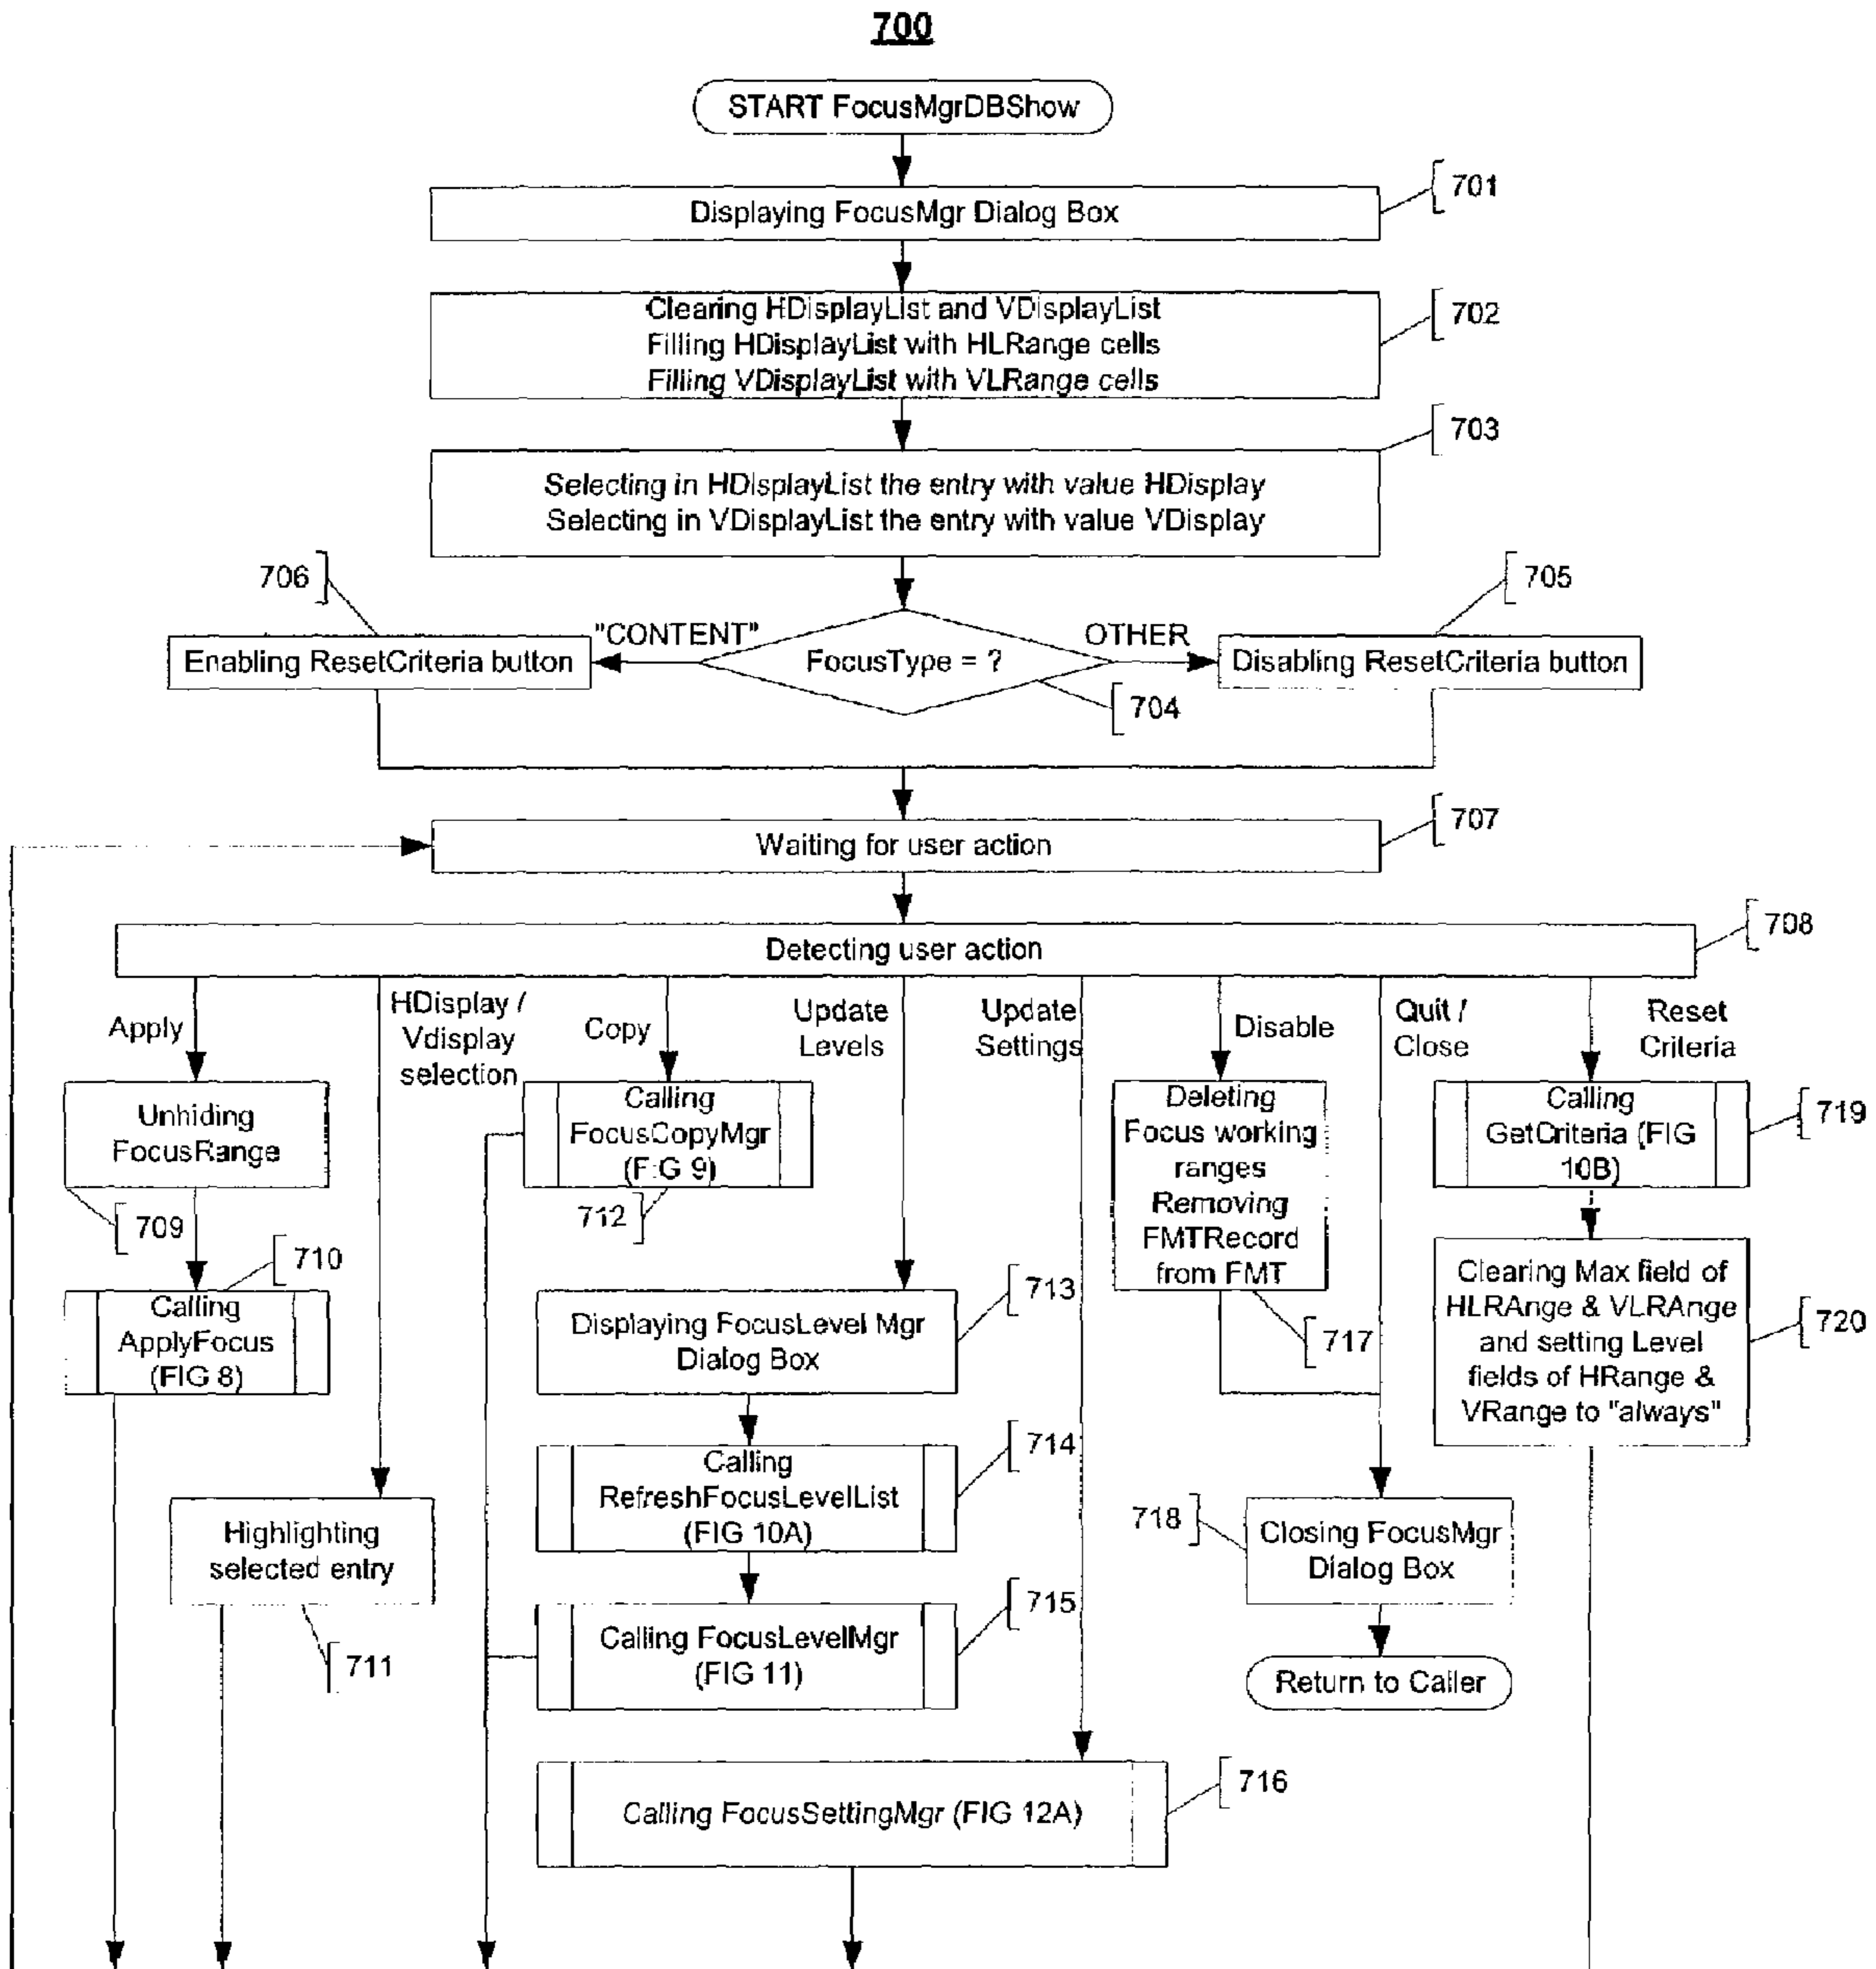 700
START FocusMgrDBShow
701
Displaying FocusMgr Dialog Box
702
Clearing HDisplayList and VDisplayList
Filling HDisplayList with HLRange cells
Filling VDisplayList with VLRange cells
703
Selecting in HDisplayList the entry with value HDisplay
Selecting in VDisplayList the entry with value VDisplay
706
705
"CONTENT"
OTHER
Enabling ResetCriteria button
FocusType = ?
Disabling ResetCriteria button
704
707
Waiting for user action
708
Detecting user action
Apply
HDisplay /
Vdisplay
selection
Copy
Update
Levels
Update
Settings
Disable
Quit /
Close
Reset
Criteria
Unhiding
FocusRange
709
Calling
FocusCopyMgr
(FIG 9)
712
Deleting
Focus working
ranges
Removing
FMTRecord
from FMT
717
Calling
GetCriteria (FIG
10B)
719
710
Calling
ApplyFocus
(FIG 8)
713
Displaying FocusLevel Mgr
Dialog Box
Clearing Max field of
HLRAnge & VLRAnge
and setting Level
fields of HRange &
VRange to "always"
720
714
Calling
RefreshFocusLevelList
(FIG 10A)
Highlighting
selected entry
711
718
Closing FocusMgr
Dialog Box
715
Calling FocusLevelMgr
(FIG 11)
Return to Caller
716
Calling FocusSettingMgr (FIG 12A)